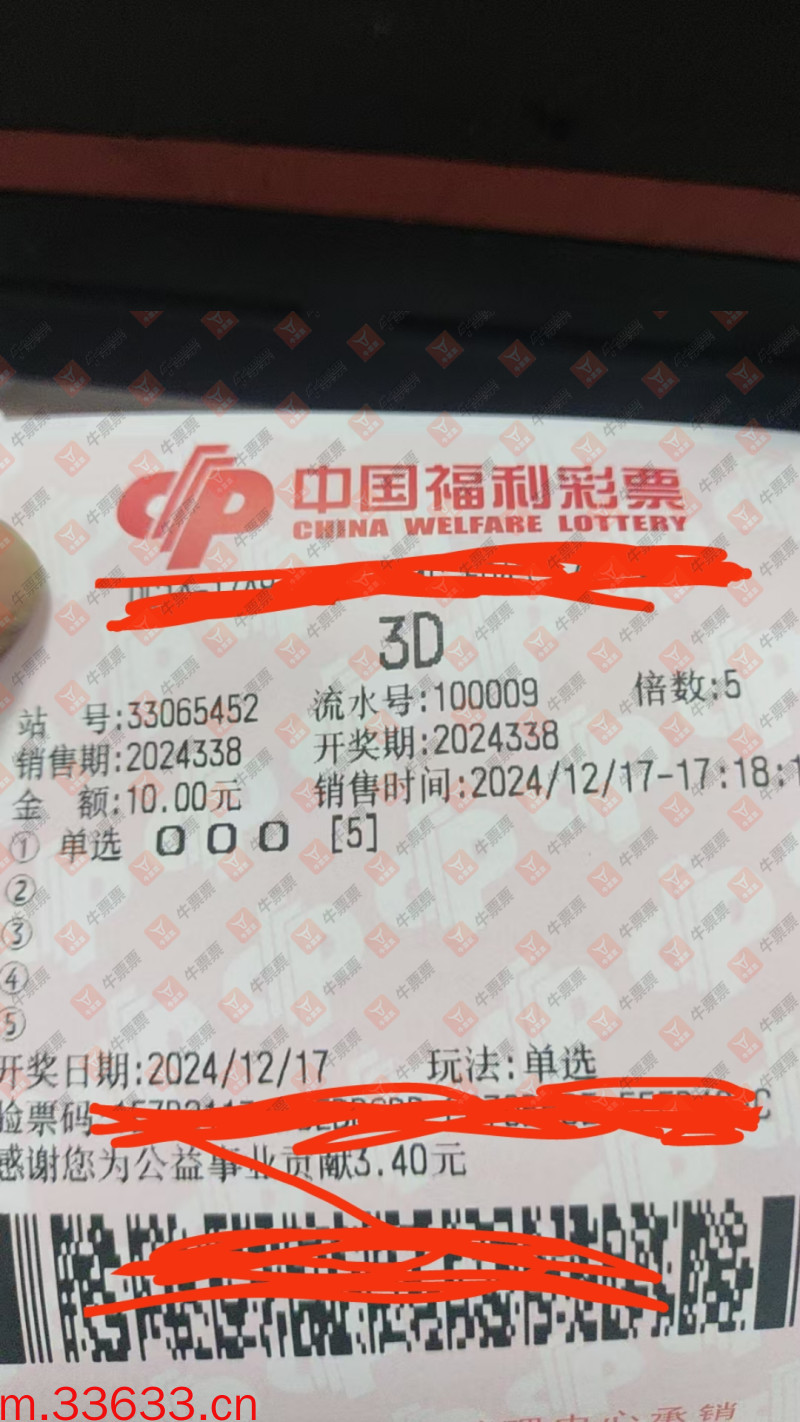 中国福利彩票
CHINA WELFARE LOTTERY
3D
站 号:33065452 流水号:100009 倍数:5
销售期:2024338 开奖期:2024338
金 额:10.00元 销售时间:2024/12/17-17:18:1
① 单选 0 0 0 [5]
②
③
④
⑤
开奖日期:2024/12/17 玩法:单选
验票码
感谢您为公益事业贡献3.40元
m.33633.cn
牛票票